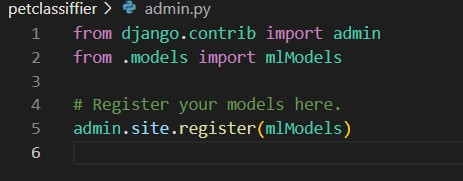 petclassiffier > admin.py
1 from django.contrib import admin
2 from .models import mlModels
3
4 # Register your models here.
5 admin.site.register(mlModels)
6